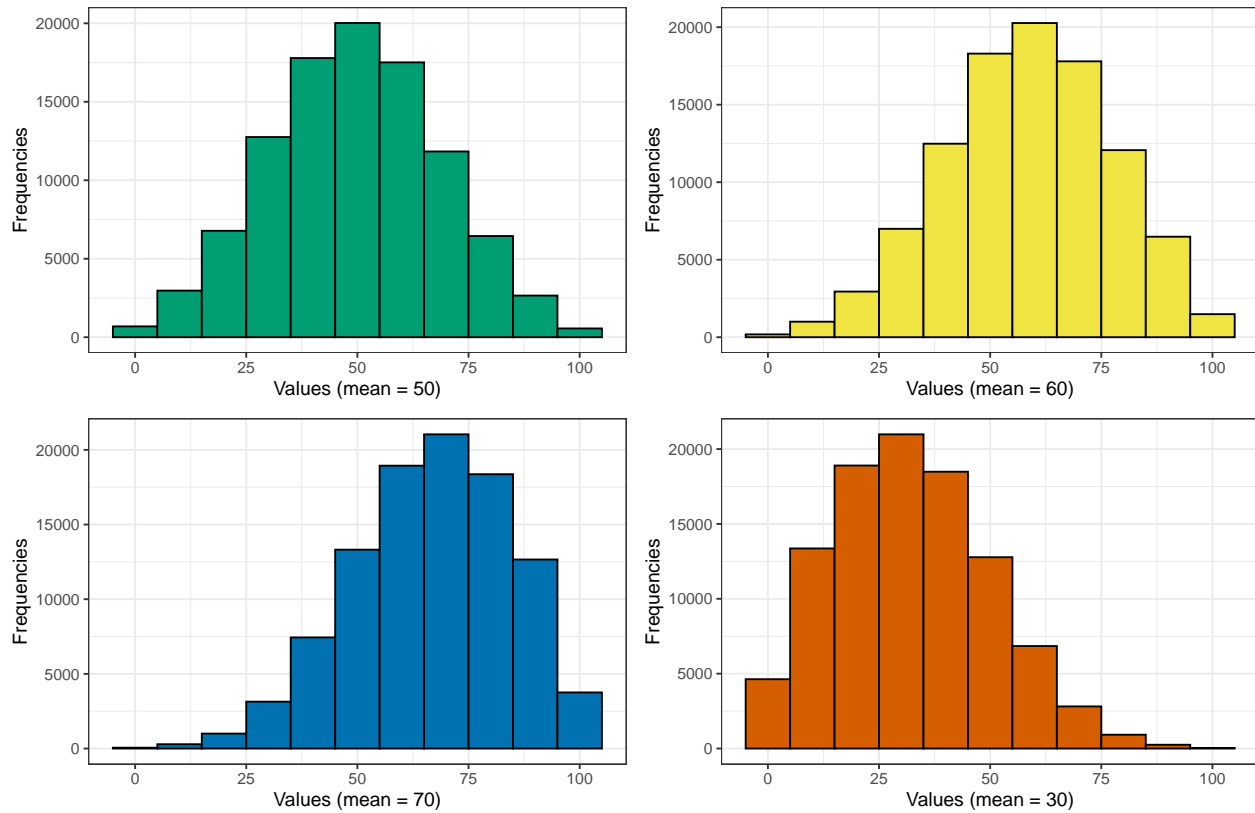 20000
15000
10000
5000
0
Frequencies
0 25 50 75 100
Values (mean = 50)
20000
15000
10000
5000
0
Frequencies
0 25 50 75 100
Values (mean = 60)
20000
15000
10000
5000
0
Frequencies
0 25 50 75 100
Values (mean = 70)
20000
15000
10000
5000
0
Frequencies
0 25 50 75 100
Values (mean = 30)